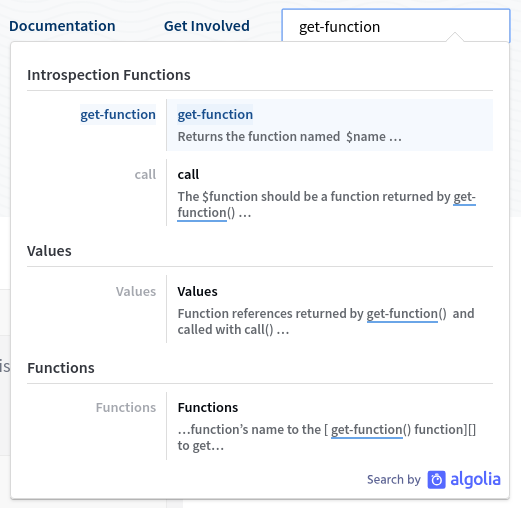 Documentation
Get Involved
get-function
Introspection Functions
get-function
get-function
Returns the function named $name ...
call
call
The $function should be a function returned by get-
function() ...
Values
Values
Values
Function references returned by get-function() and
called with call() ...
is
Functions
Functions
Functions
...function's name to the [ get-function() function][]
to get...
Search by algolia